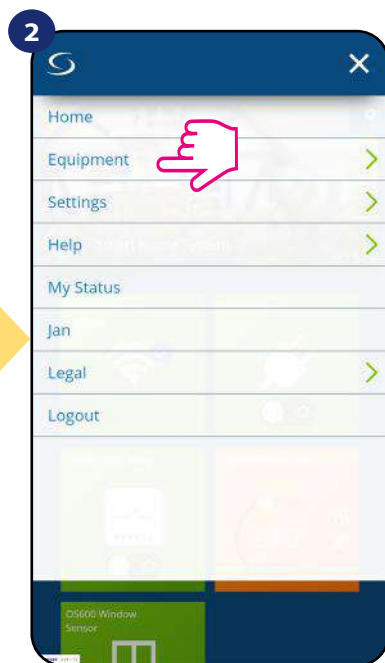 2
Home
Equipment
Settings
Help
My Status
Jan
Legal
Logout
OS600 Window
Sensor